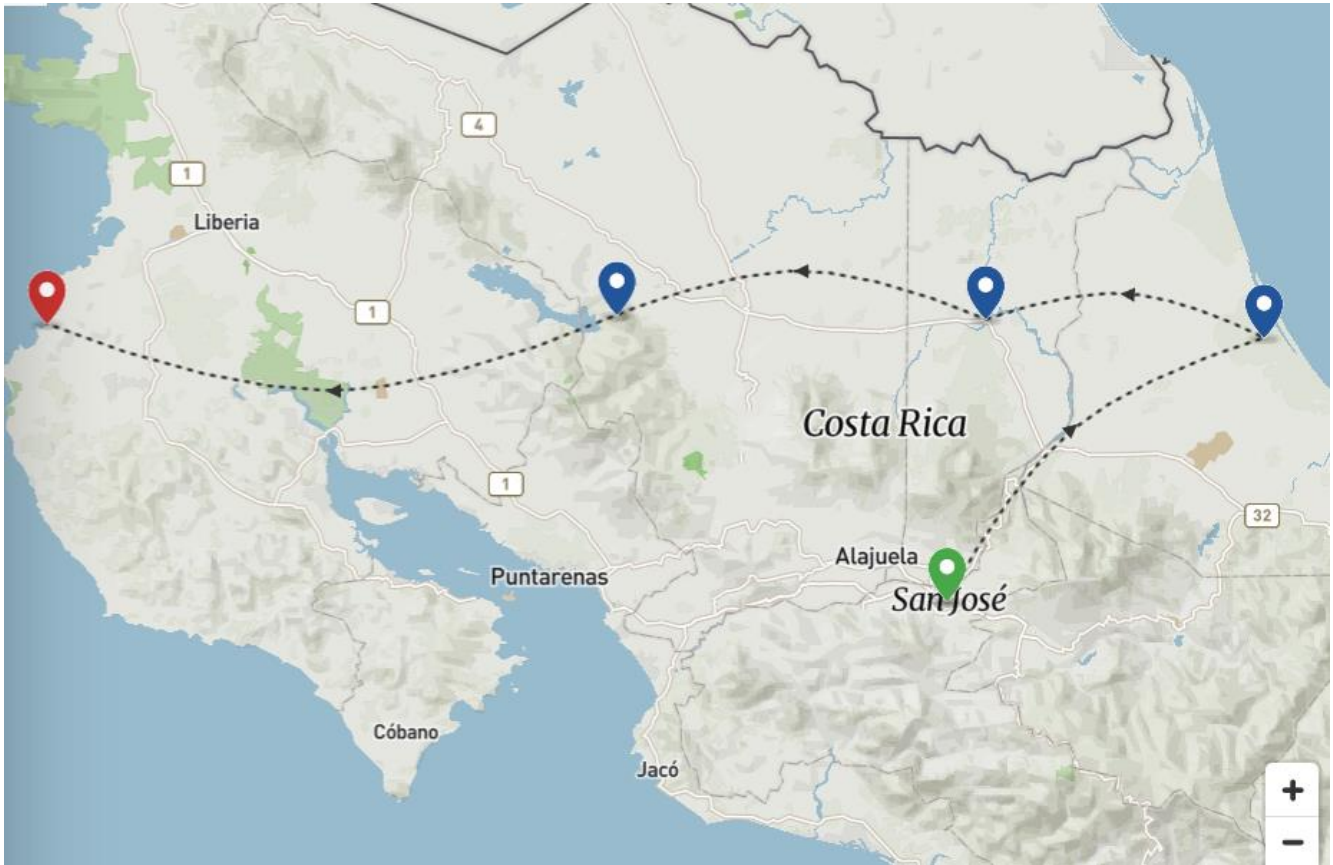 4
1
Liberia
1
Costa Rica
1
32
Alajuela
Puntarenas
San José
Cóbano
Jacó
+
−